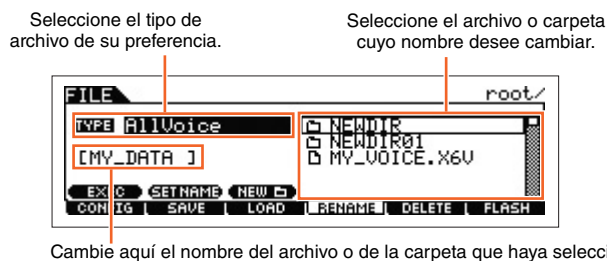 Seleccione el tipo de
archivo de su preferencia.
Seleccione el archivo o carpeta
cuyo nombre desee cambiar.
FILE root/
TYPE AllVoice
[MY_DATA ]
NEWDIR
NEWDIR01
MY_VOICE.X6V
EXEC SETNAME NEW
CONFIG SAVE LOAD RENAME DELETE FLASH
Cambie aquí el nombre del archivo o de la carpeta que haya selecci